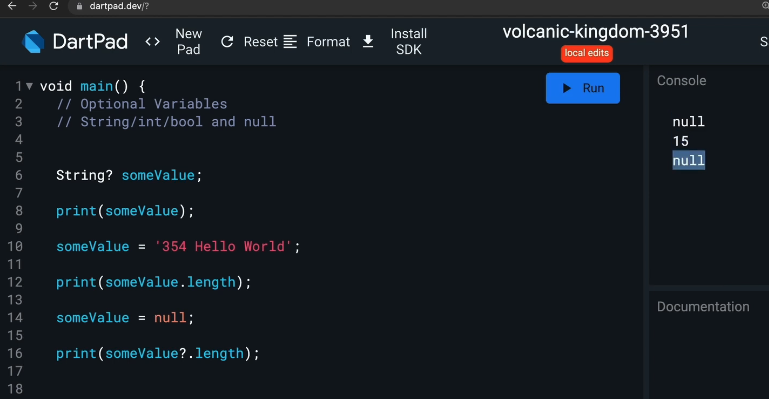 dartpad.dev/?
DartPad <> New Pad Reset Format Install SDK volcanic-kingdom-3951 S
local edits
Run
1 void main() {
2 // Optional Variables
3 // String/int/bool and null
4
5
6 String? someValue;
7
8 print(someValue);
9
10 someValue = '354 Hello World';
11
12 print(someValue.length);
13
14 someValue = null;
15
16 print(someValue?.length);
17
18
Console
null
15
null
Documentation